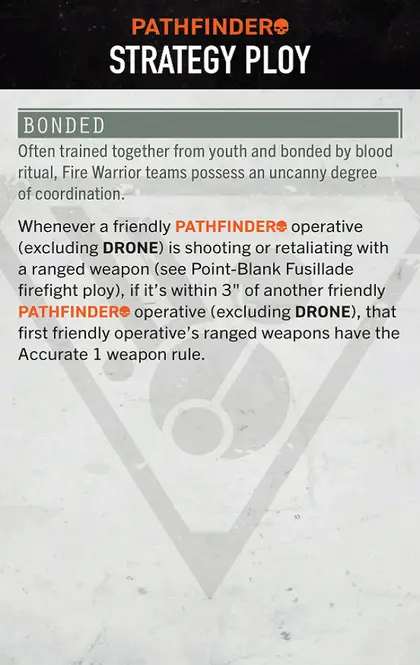 PATHFINDER
STRATEGY PLOY
BONDED
Often trained together from youth and bonded by blood
ritual, Fire Warrior teams possess an uncanny degree
of coordination.
Whenever a friendly PATHFINDER operative
(excluding DRONE) is shooting or retaliating with
a ranged weapon (see Point-Blank Fusillade
firefight ploy), if it's within 3" of another friendly
PATHFINDER operative (excluding DRONE), that
first friendly operative's ranged weapons have the
Accurate 1 weapon rule.